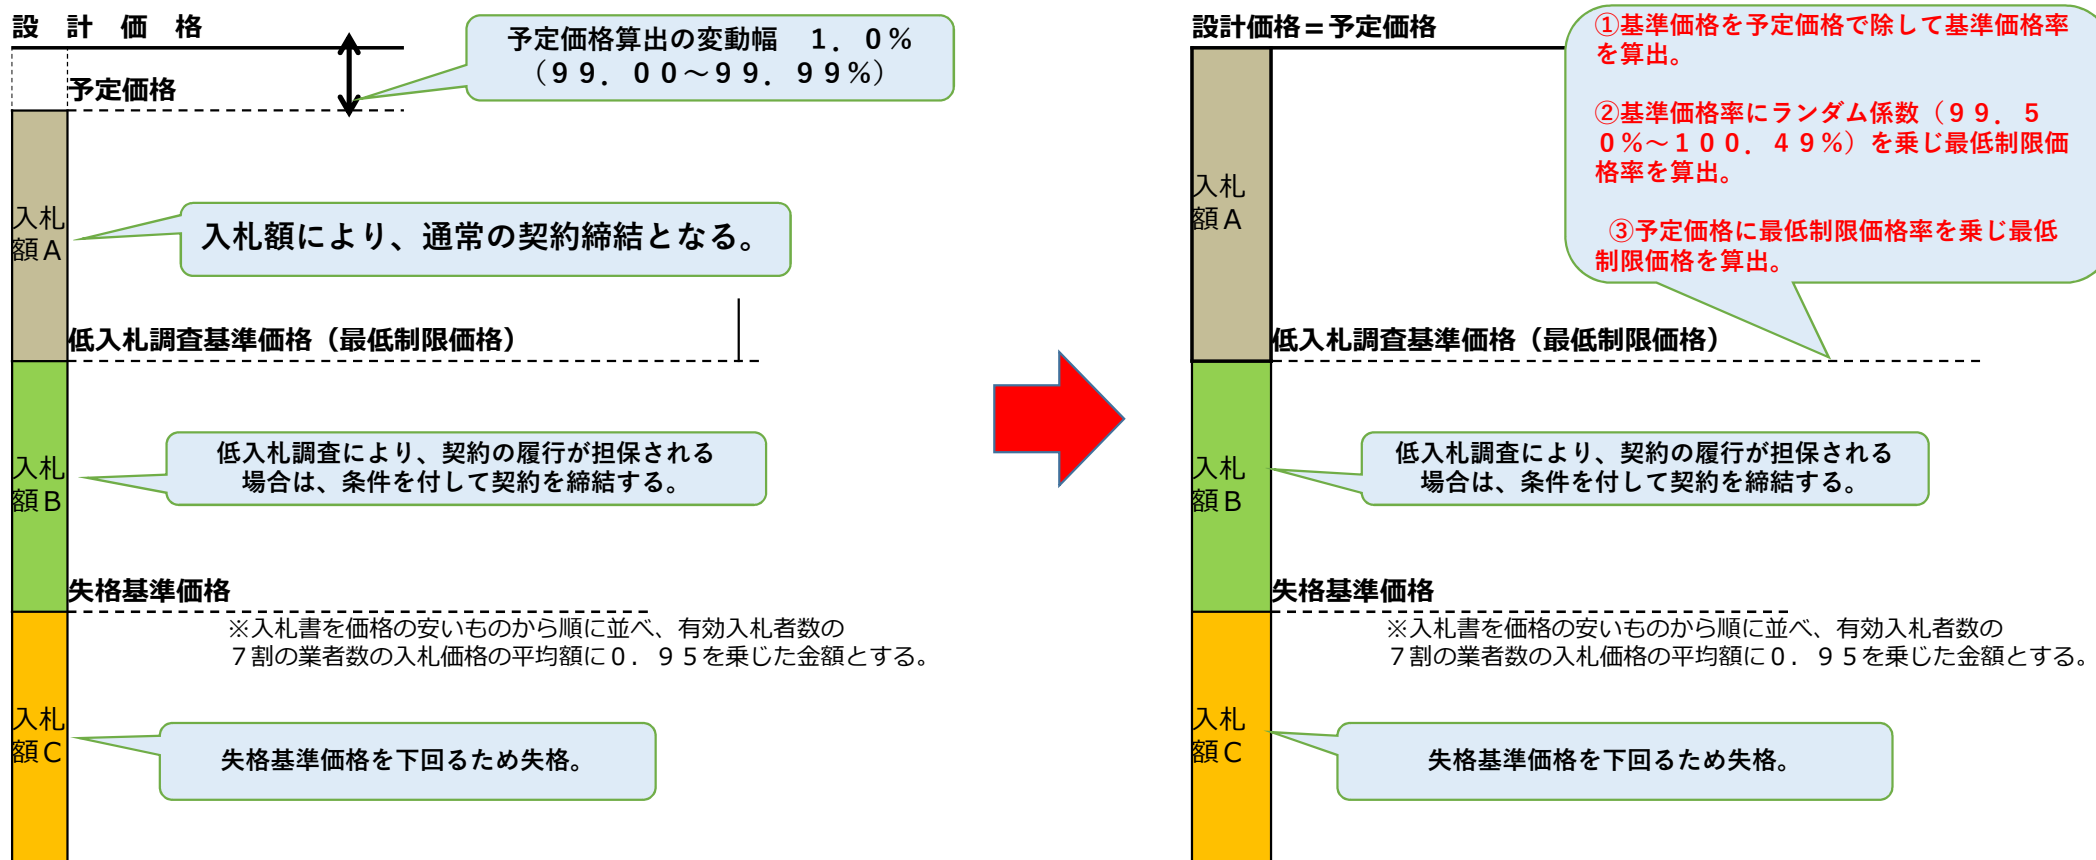 設　計　価　格
予定価格算出の変動幅　１．０％
（９９．００～９９．９９％）
予定価格
入札
額Ａ
入札額により、通常の契約締結となる。
低入札調査基準価格（最低制限価格）
入札
額Ｂ
低入札調査により、契約の履行が担保される
場合は、条件を付して契約を締結する。
失格基準価格
※入札書を価格の安いものから順に並べ、有効入札者数の
７割の業者数の入札価格の平均額に０．９５を乗じた金額とする。
入札
額Ｃ
失格基準価格を下回るため失格。
設計価格＝予定価格
①基準価格を予定価格で除して基準価格率
を算出。
②基準価格率にランダム係数（９９．５
０％～１００．４９％）を乗じ最低制限価
格率を算出。
③予定価格に最低制限価格率を乗じ最低
制限価格を算出。
入札
額Ａ
低入札調査基準価格（最低制限価格）
入札
額Ｂ
低入札調査により、契約の履行が担保される
場合は、条件を付して契約を締結する。
失格基準価格
※入札書を価格の安いものから順に並べ、有効入札者数の
７割の業者数の入札価格の平均額に０．９５を乗じた金額とする。
入札
額Ｃ
失格基準価格を下回るため失格。